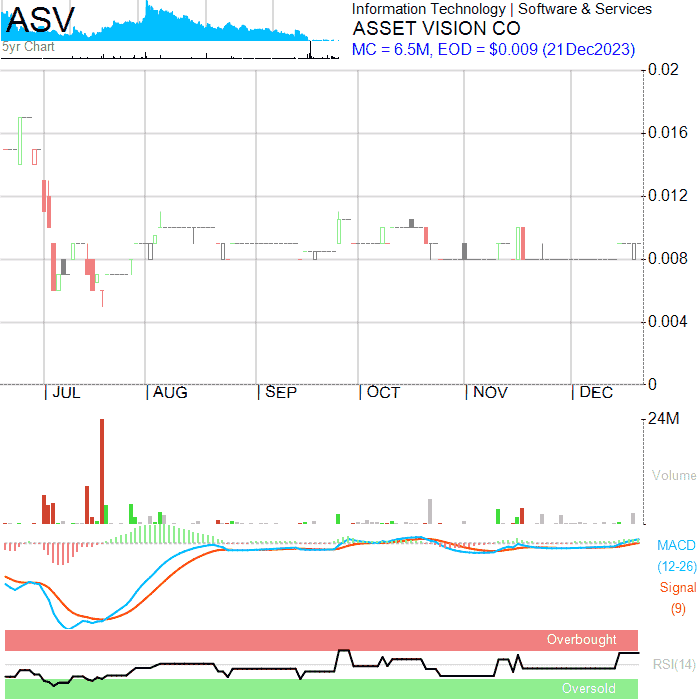 ASV
5yr Chart
Information Technology | Software & Services
ASSET VISION CO
MC = 6.5M, EOD = $0.009 (21Dec2023)
0.02
0.016
0.012
0.008
0.004
0
JUL AUG SEP OCT NOV DEC
24M
Volume
MACD
(12-26)
Signal
(9)
Overbought
RSI(14)
Oversold